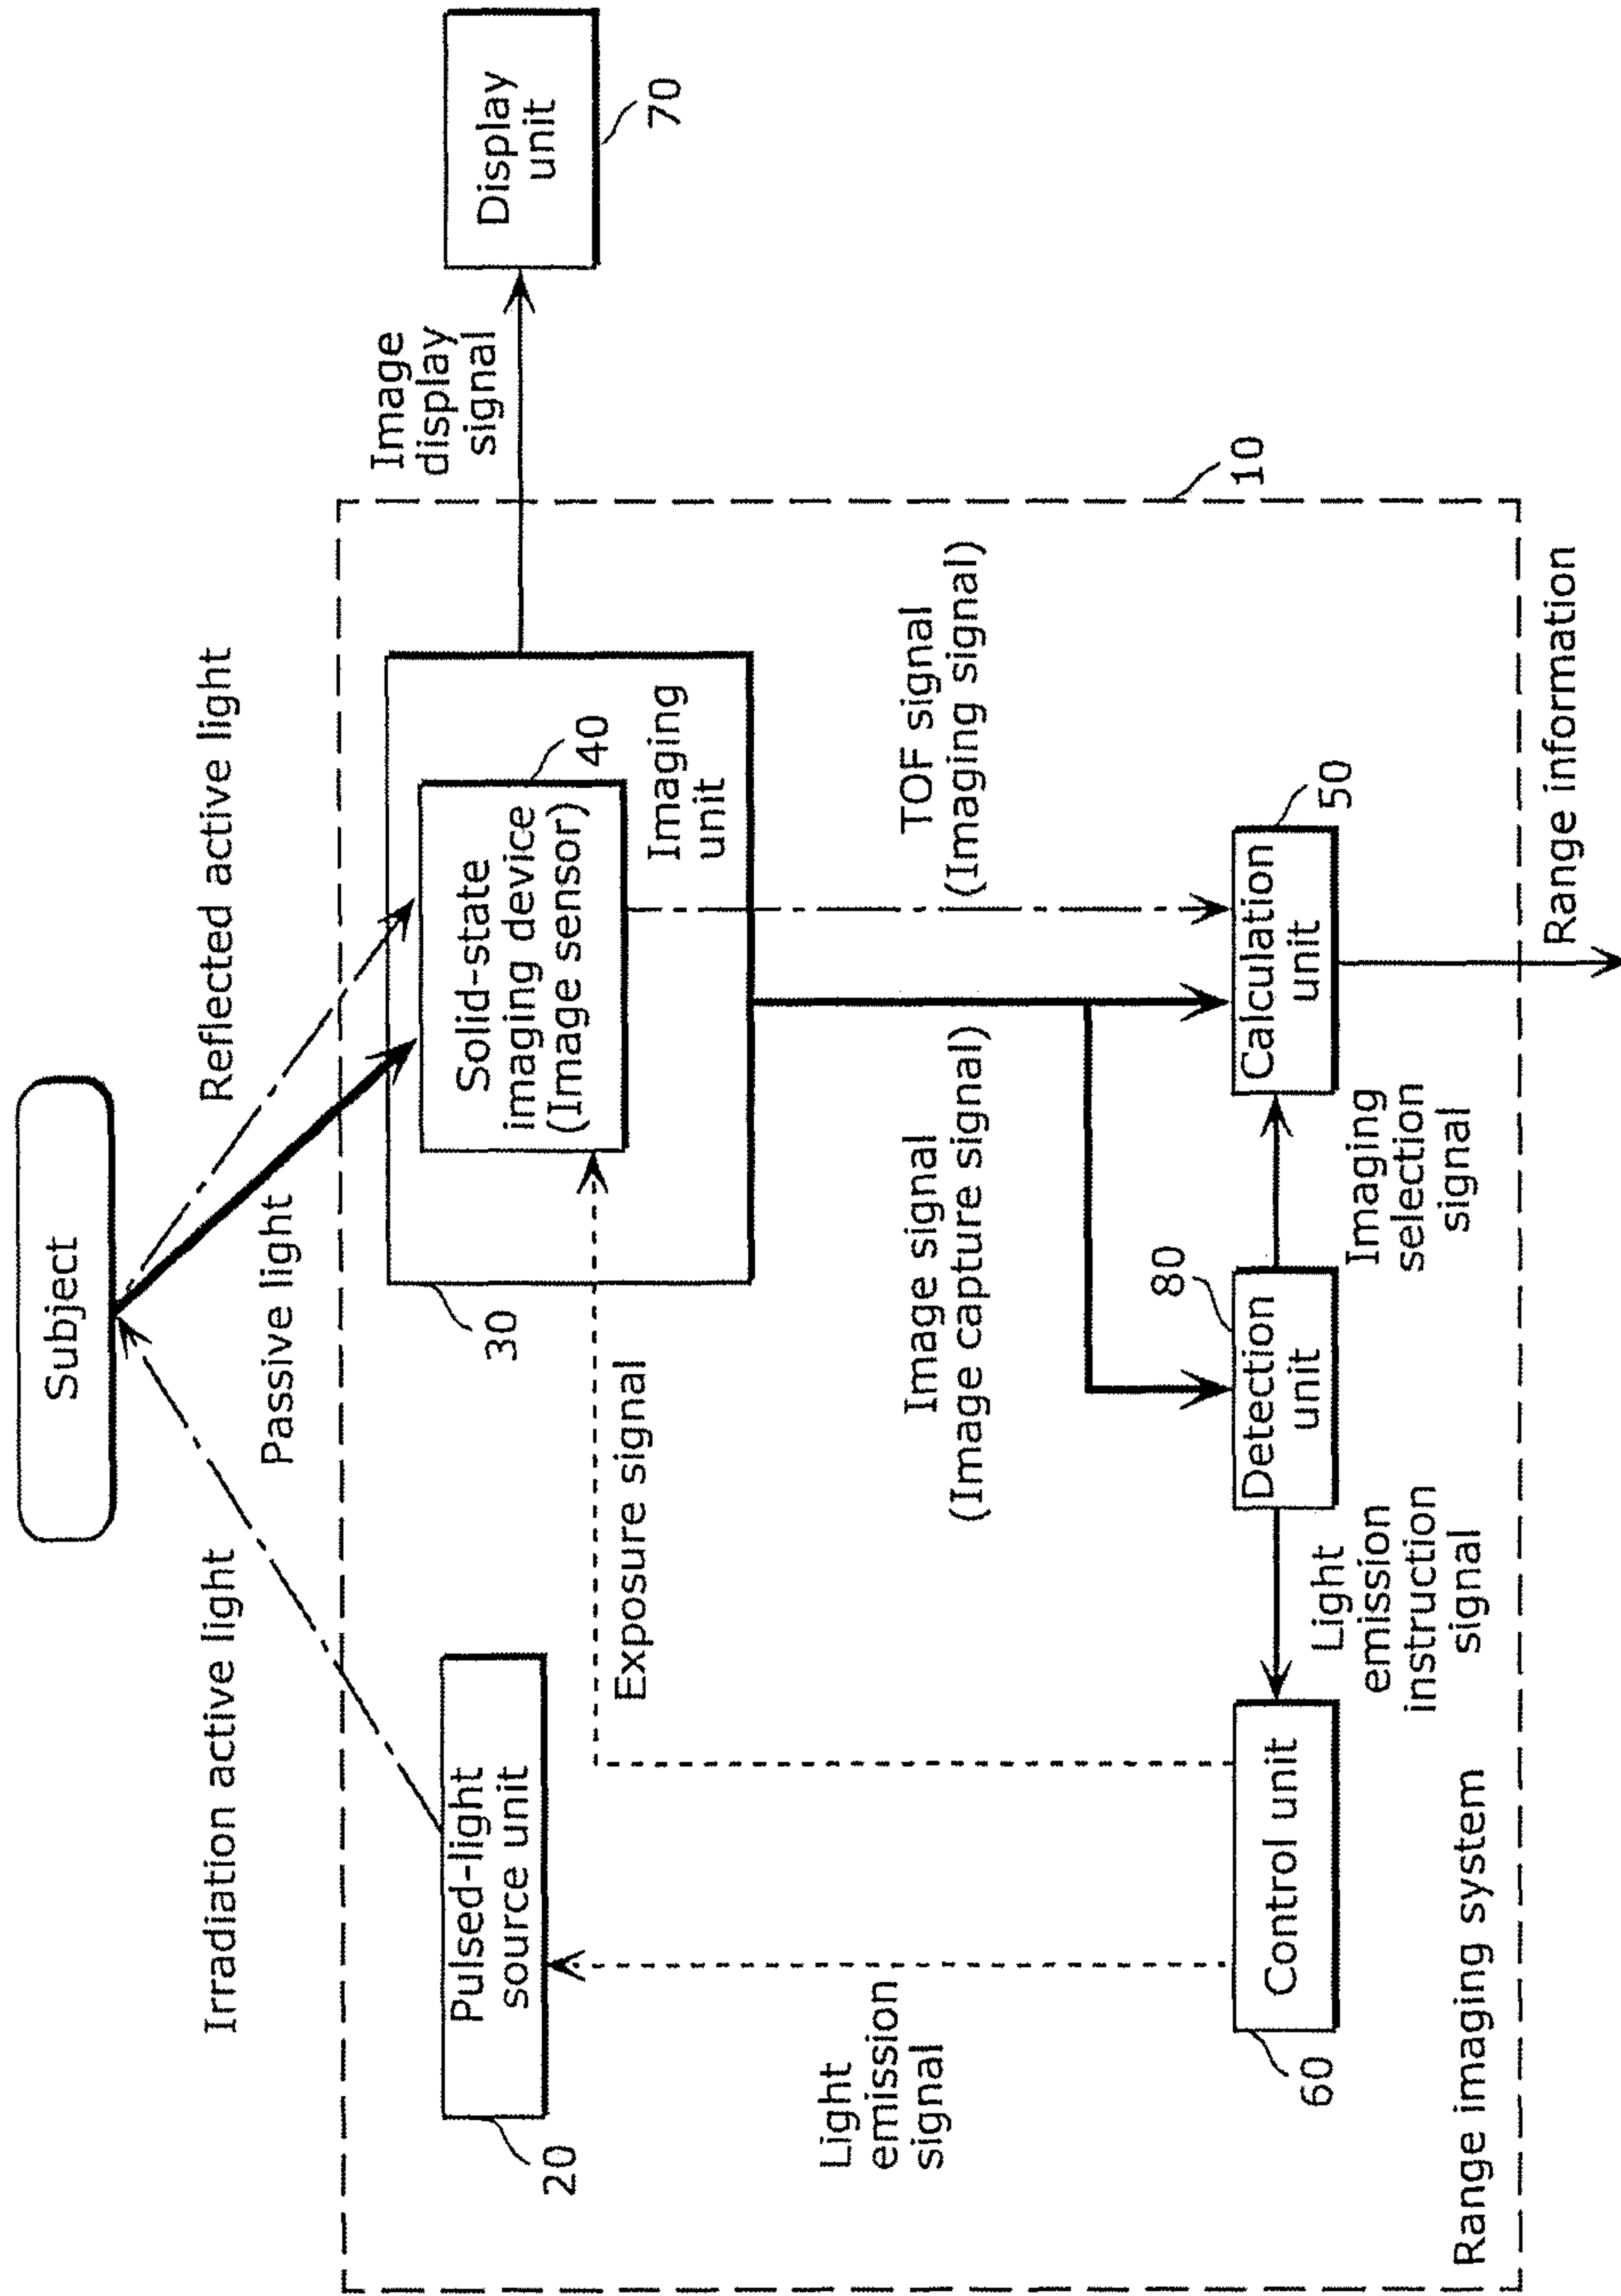 Subject
Irradiation active light
Passive light
Reflected active light
Pulsed-light
source unit
20
Exposure signal
30
Solid-state
imaging device
(Image sensor)
40
Imaging
unit
Image
display
signal
Display
unit
70
10
Light
emission
signal
Image signal
(Image capture signal)
TOF signal
(Imaging signal)
Control unit
60
Light
emission
instruction
signal
Detection
unit
80
Imaging
selection
signal
Calculation
unit
50
Range imaging system
Range information